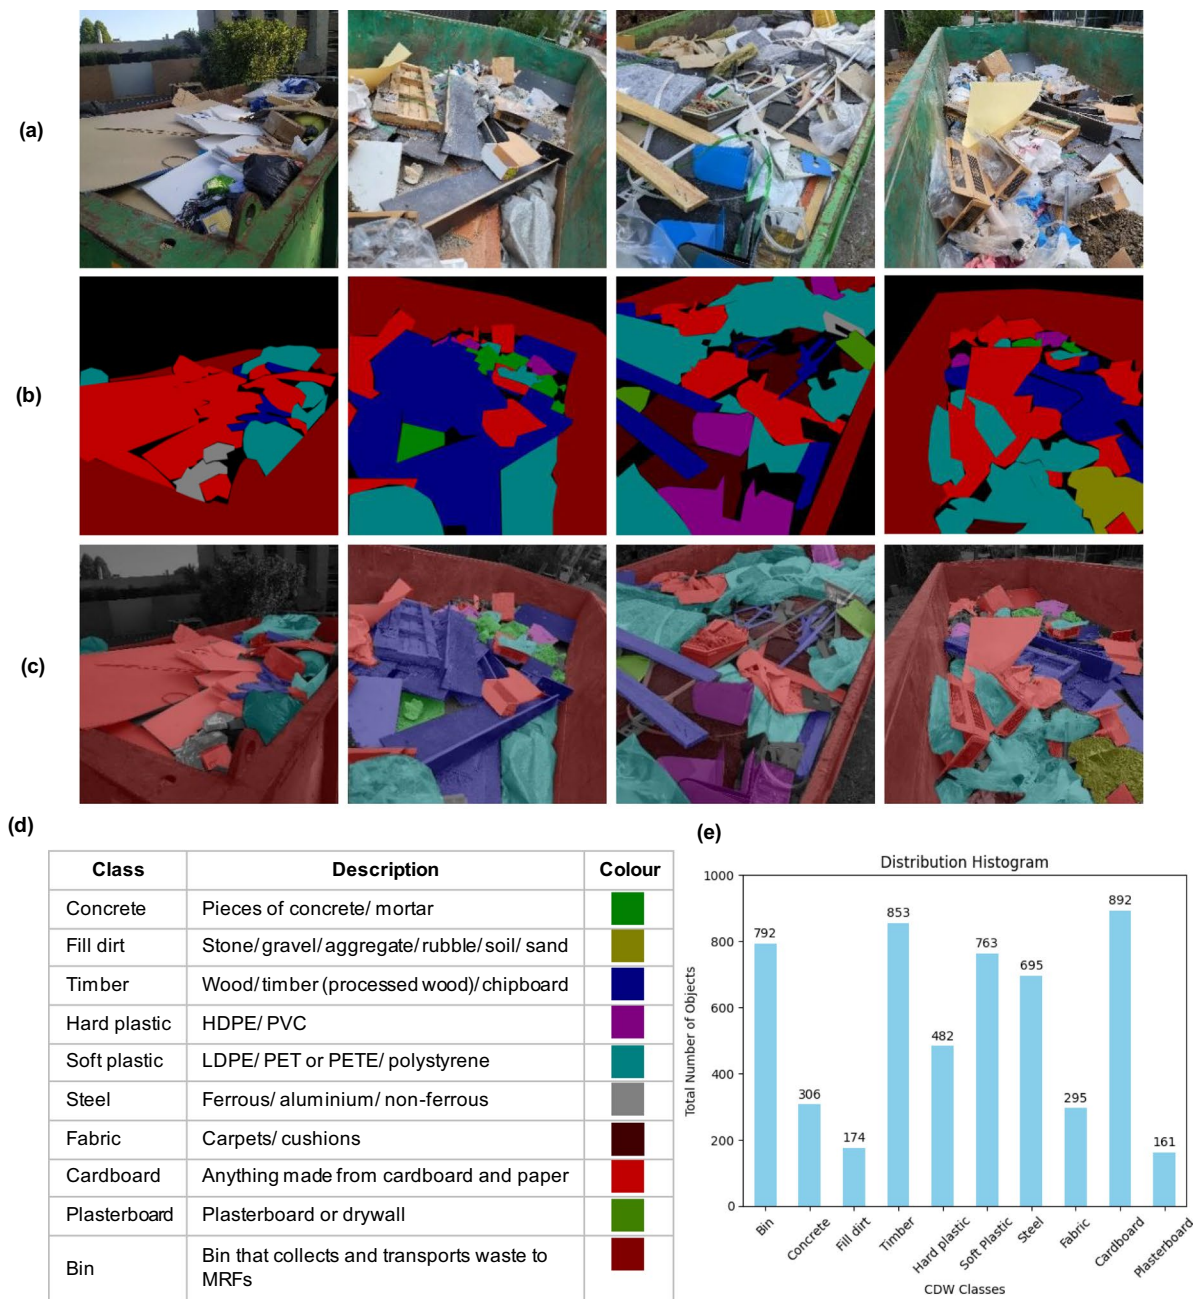 (a)
(b)
(c)
(d)
Class Description Colour
Concrete Pieces of concrete/ mortar
Fill dirt Stone/ gravel/ aggregate/ rubble/ soil/ sand
Timber Wood/ timber (processed wood)/ chipboard
Hard plastic HDPE/ PVC
Soft plastic LDPE/ PET or PETE/ polystyrene
Steel Ferrous/ aluminium/ non-ferrous
Fabric Carpets/ cushions
Cardboard Anything made from cardboard and paper
Plasterboard Plasterboard or drywall
Bin Bin that collects and transports waste to
MRFs
(e)
Distribution Histogram
Total Number of Objects
1000
800
600
400
200
0
792
306
174
853
482
763
695
295
892
161
Bin
Concrete
Fill dirt
Timber
Hard plastic
Soft Plastic
Steel
Fabric
Cardboard
Plasterboard
CDW Classes